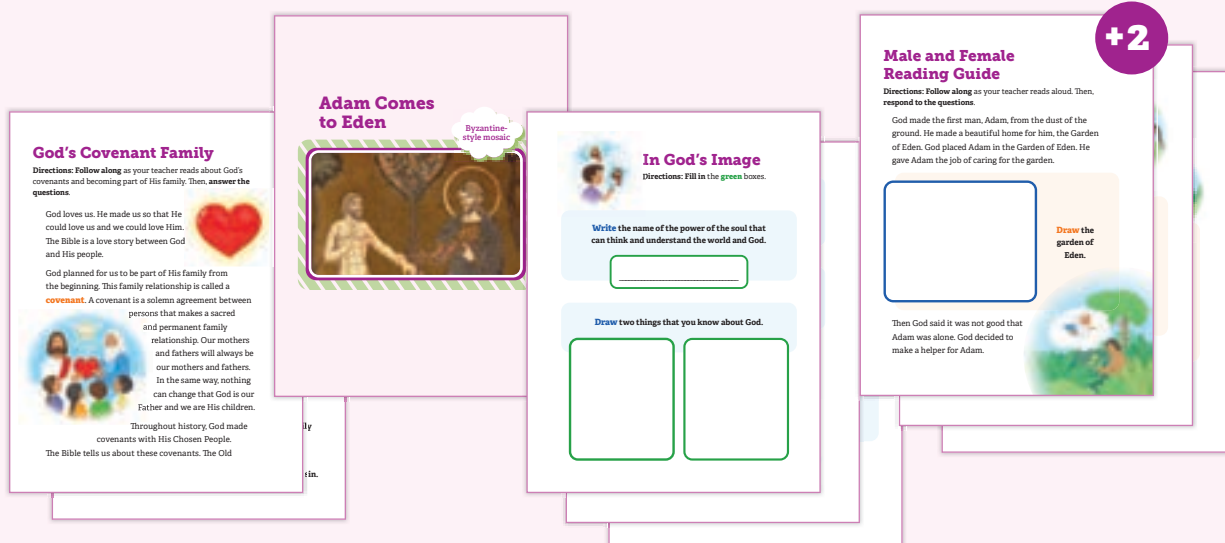 God's Covenant Family
Directions: Follow along as your teacher reads about God's
covenants and becoming part of His family. Then, answer the
questions.
God loves us. He made us so that He
could love us and we could love Him.
The Bible is a love story between God
and His people.
God planned for us to be part of His family from
the beginning. This family relationship is called a
covenant. A covenant is a solemn agreement between
persons that makes a sacred
and permanent family
relationship. Our mothers
and fathers will always be
our mothers and fathers.
In the same way, nothing
can change that God is our
Father and we are His children.
Throughout history, God made
covenants with His Chosen People.
The Bible tells us about these covenants. The Old
ly
in.
Adam Comes
to Eden
Byzantine-
style mosaic
In God's Image
Directions: Fill in the green boxes.
Write the name of the power of the soul that
can think and understand the world and God.
Draw two things that you know about God.
+2
Male and Female
Reading Guide
Directions: Follow along as your teacher reads aloud. Then,
respond to the questions.
God made the first man, Adam, from the dust of the
ground. He made a beautiful home for him, the Garden
of Eden. God placed Adam in the Garden of Eden. He
gave Adam the job of caring for the garden.
Draw the
garden of
Eden.
Then God said it was not good that
Adam was alone. God decided to
make a helper for Adam.